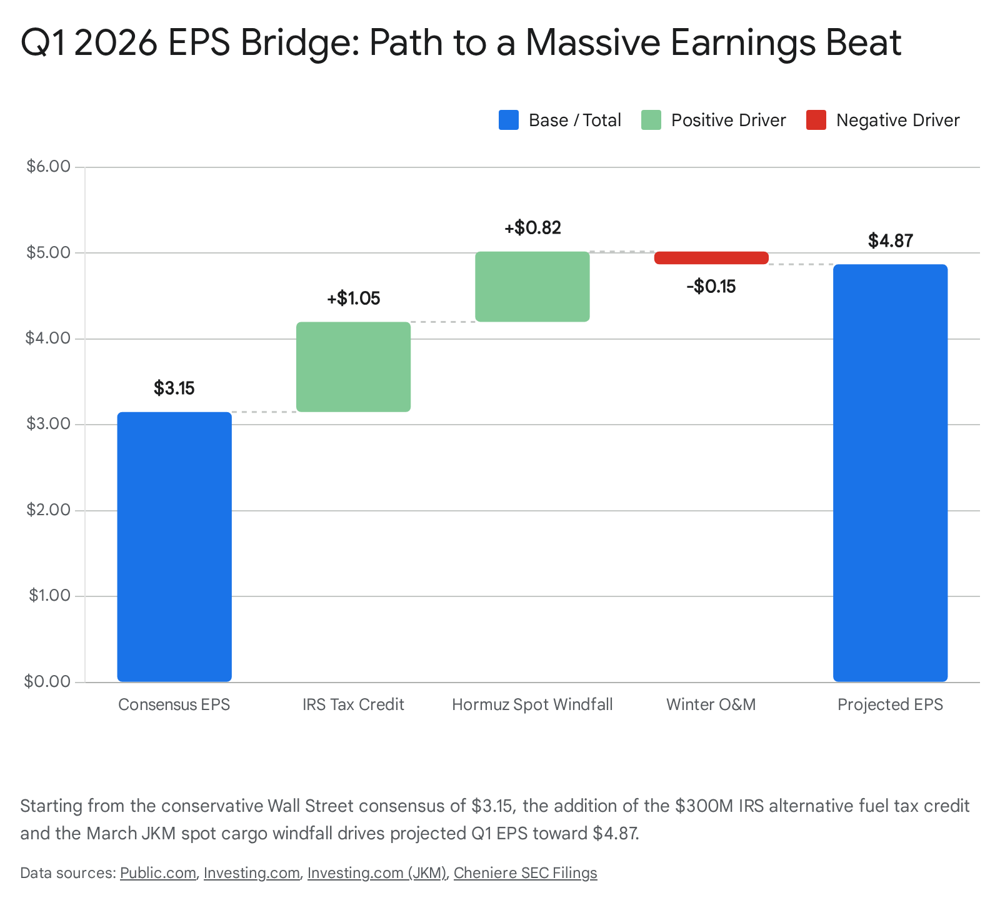 Q1 2026 EPS Bridge: Path to a Massive Earnings Beat
Base / Total
Positive Driver
Negative Driver
$6.00
$5.00
$4.00
$3.00
$2.00
$1.00
$0.00
$3.15
+$1.05
+$0.82
-$0.15
$4.87
Consensus EPS
IRS Tax Credit
Hormuz Spot Windfall
Winter O&M
Projected EPS
Starting from the conservative Wall Street consensus of $3.15, the addition of the $300M IRS alternative fuel tax credit
and the March JKM spot cargo windfall drives projected Q1 EPS toward $4.87.
Data sources: Public.com, Investing.com, Investing.com (JKM), Cheniere SEC Filings